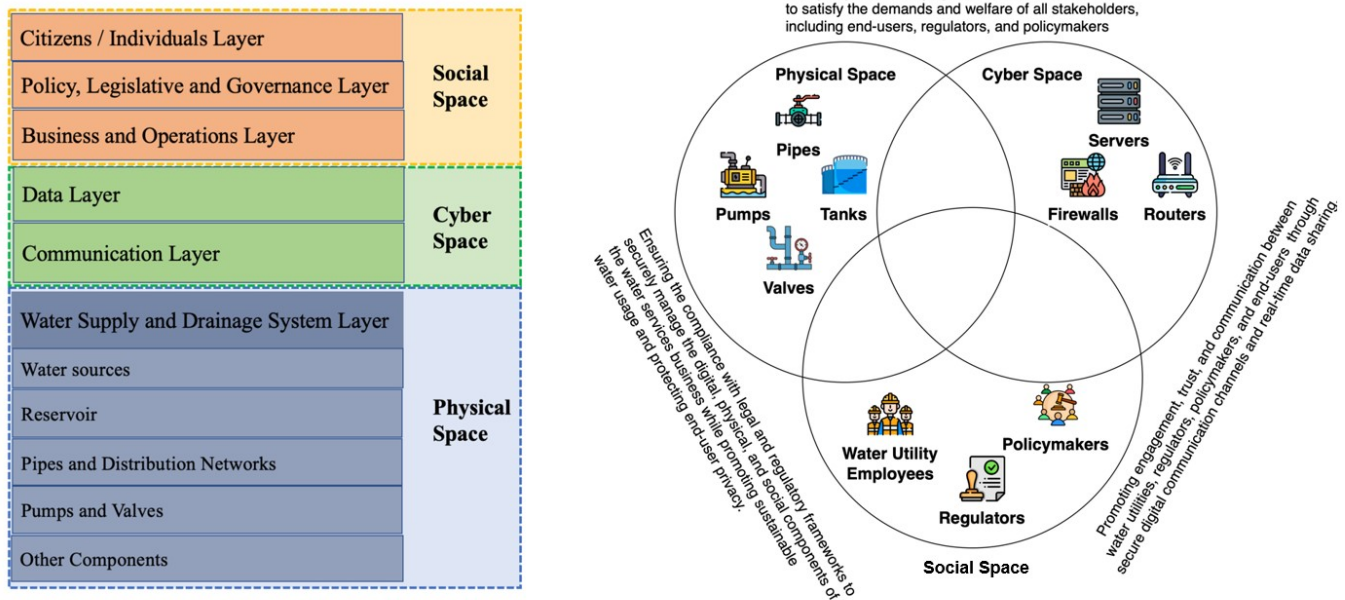 Citizens / Individuals Layer
Policy, Legislative and Governance Layer
Business and Operations Layer
Social
Space
Data Layer
Communication Layer
Cyber
Space
Water Supply and Drainage System Layer
Water sources
Reservoir
Pipes and Distribution Networks
Pumps and Valves
Other Components
Physical
Space
to satisfy the demands and welfare of all stakeholders,
including end-users, regulators, and policymakers
Physical Space
Pipes
Pumps
Tanks
Valves
Cyber Space
Servers
Firewalls
Routers
Water Utility
Employees
Policymakers
Regulators
Social Space
Ensuring the compliance with legal and regulatory frameworks to
securely manage the digital, physical, and social components of
the water services business while promoting sustainable
water usage and protecting end-user privacy.
Promoting engagement, trust, and communication between
water utilities, regulators, policymakers, and end-users through
secure digital communication channels and real-time data sharing.